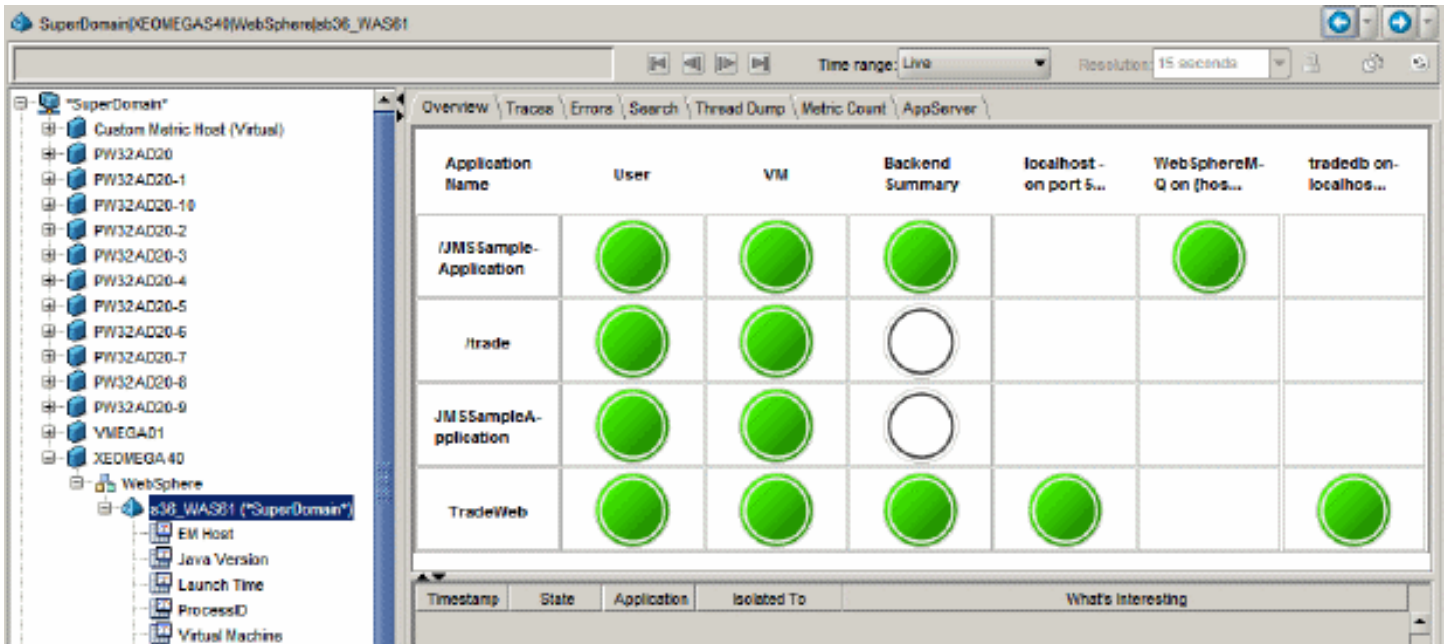 SuperDomain|XEOMEGAS40|WebSphere|sb36_WAS61
Time range: Live
Resolution: 15 seconds
*SuperDomain*
Custom Metric Host (Virtual)
PW32AD20
PW32AD20-1
PW32AD20-10
PW32AD20-2
PW32AD20-3
PW32AD20-4
PW32AD20-5
PW32AD20-6
PW32AD20-7
PW32AD20-8
PW32AD20-9
VMEGA01
XEOMEGA40
WebSphere
s36_WAS61 (*SuperDomain*)
EM Host
Java Version
Launch Time
ProcessID
Virtual Machine
Overview Traces Errors Search Thread Dump Metric Count AppServer
Application Name
User
VM
Backend Summary
localhost - on port 5...
WebSphereM-Q on (hos...
tradedb on-localhos...
/JMSSample-Application
/trade
JMSSampleA-pplication
TradeWeb
Timestamp State Application Isolated To What's Interesting